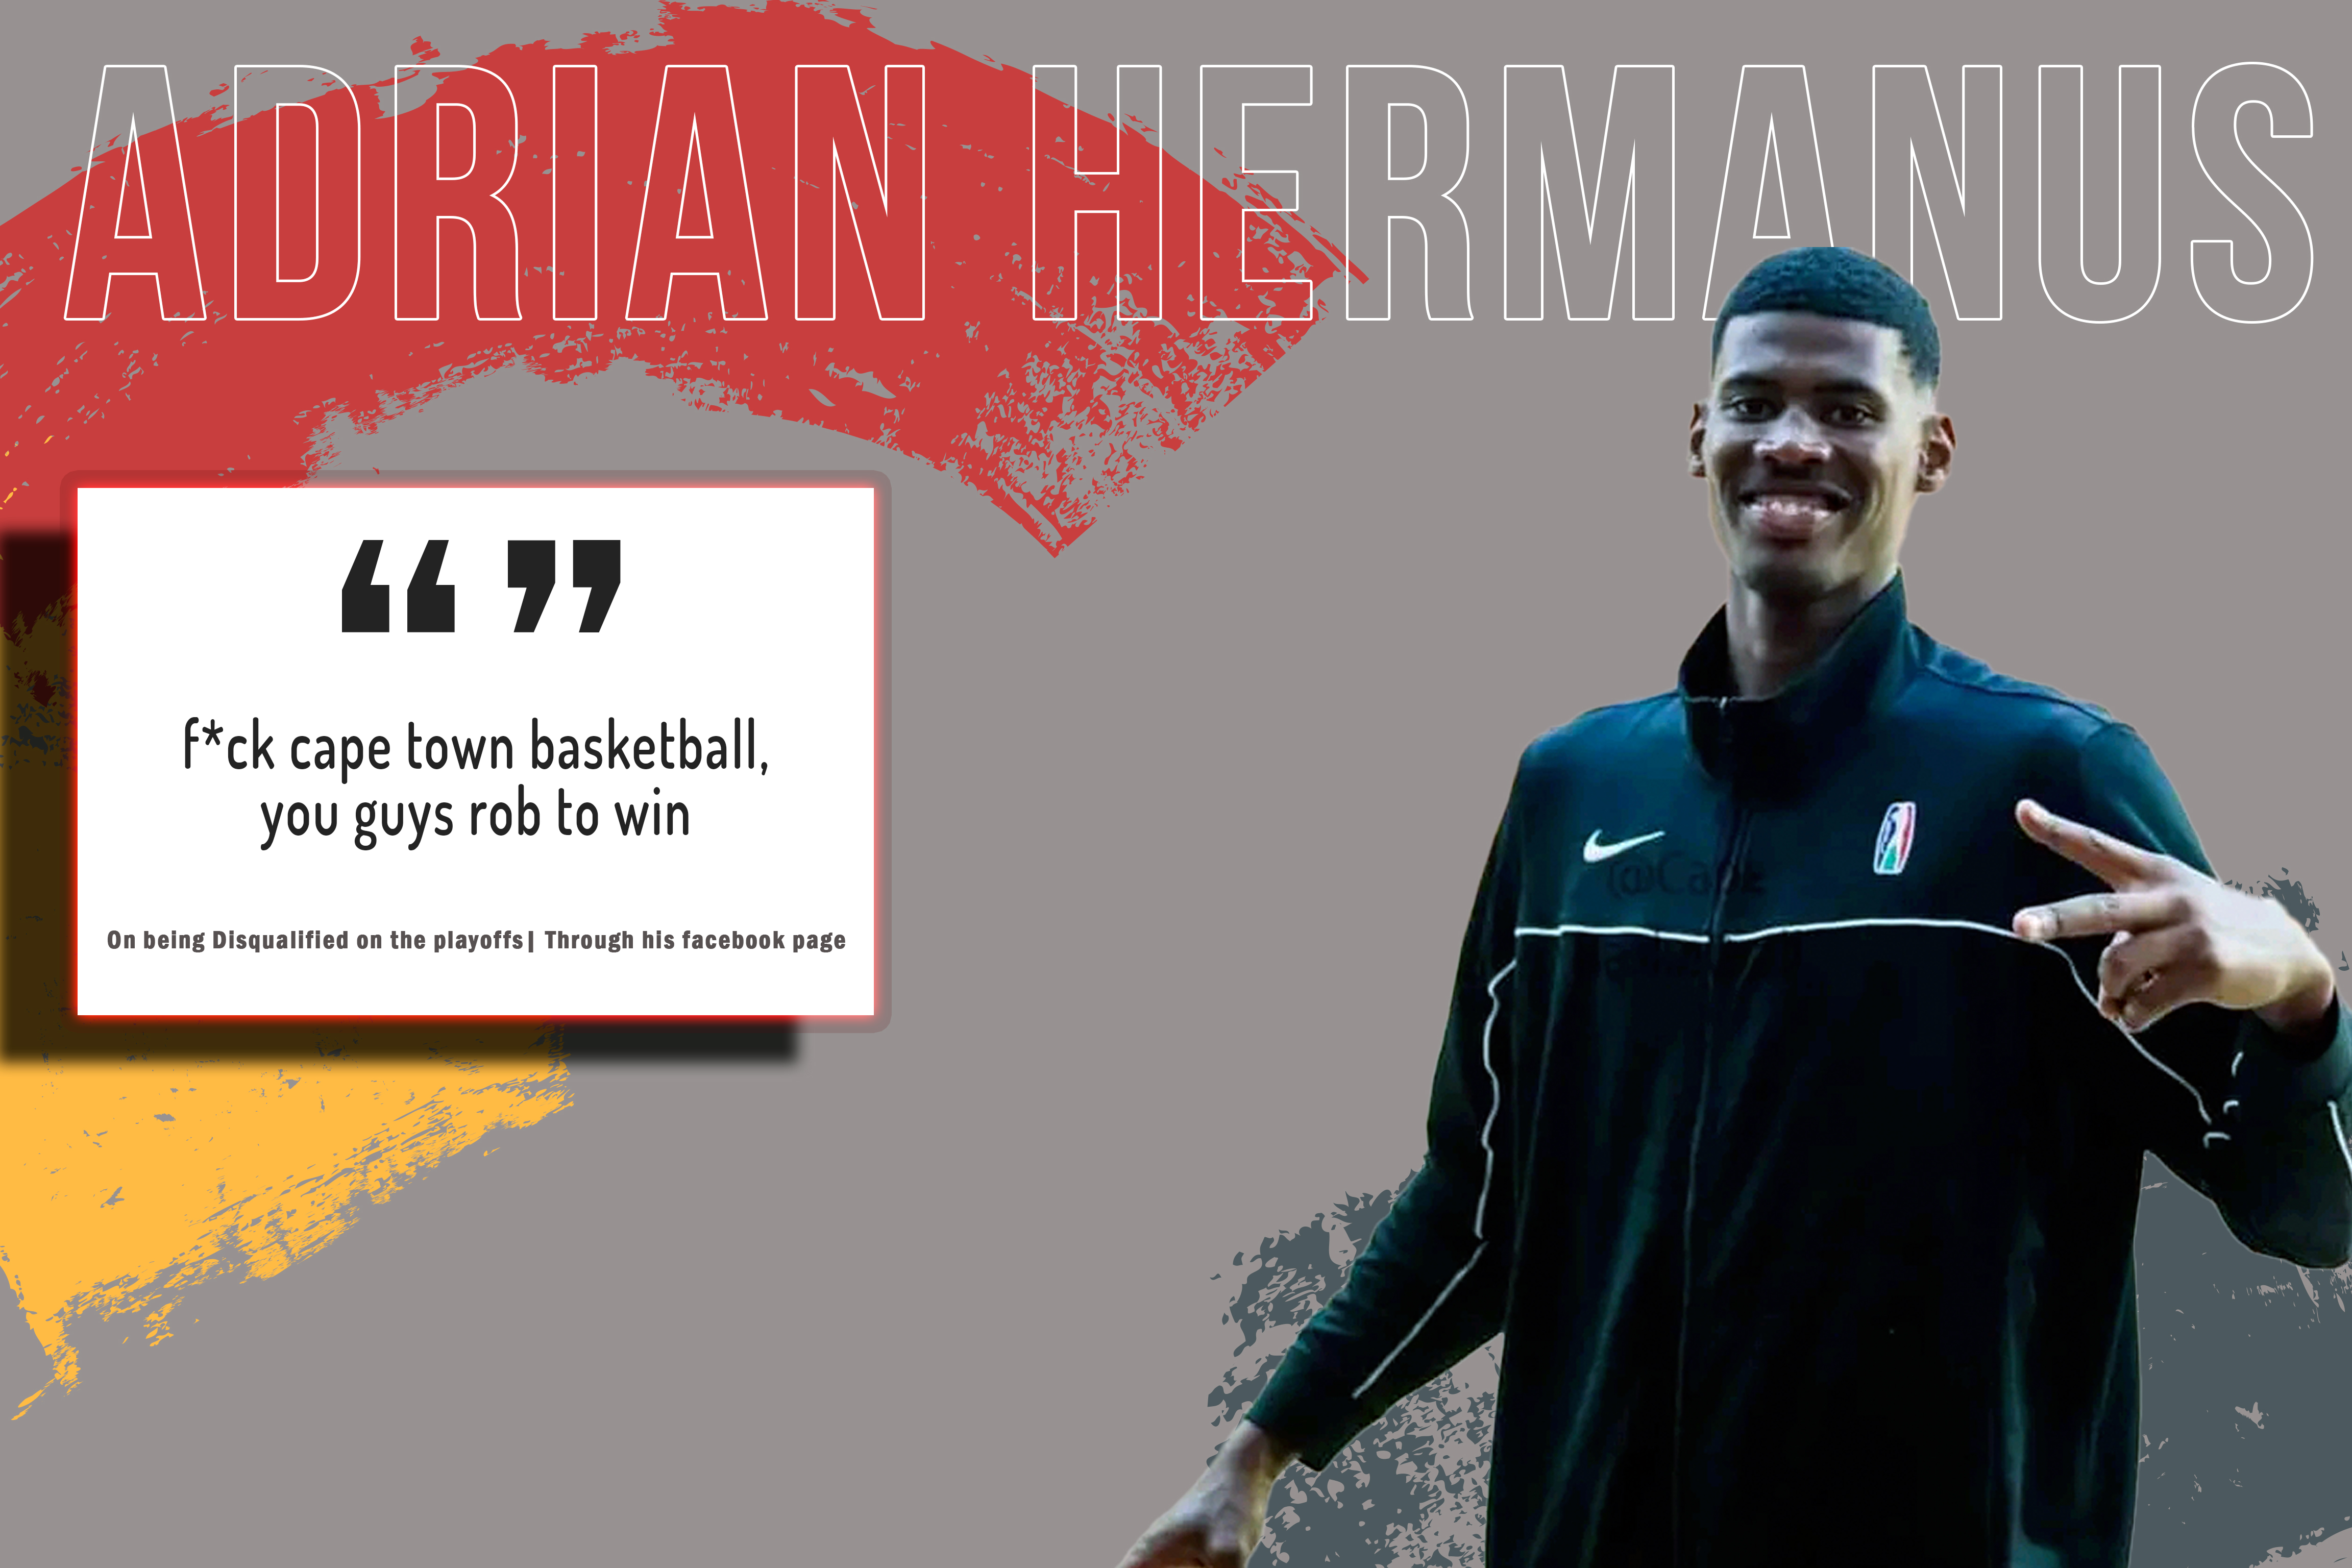 ADRIAN HERMANUS
“ ”
f*ck cape town basketball,
you guys rob to win
On being Disqualified on the playoffs| Through his facebook page
@Cape